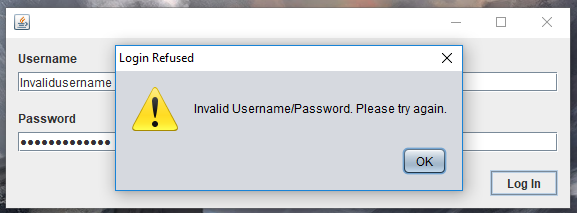 Username
Invalidusername
Password
Login Refused
Invalid Username/Password. Please try again.
OK
Log In